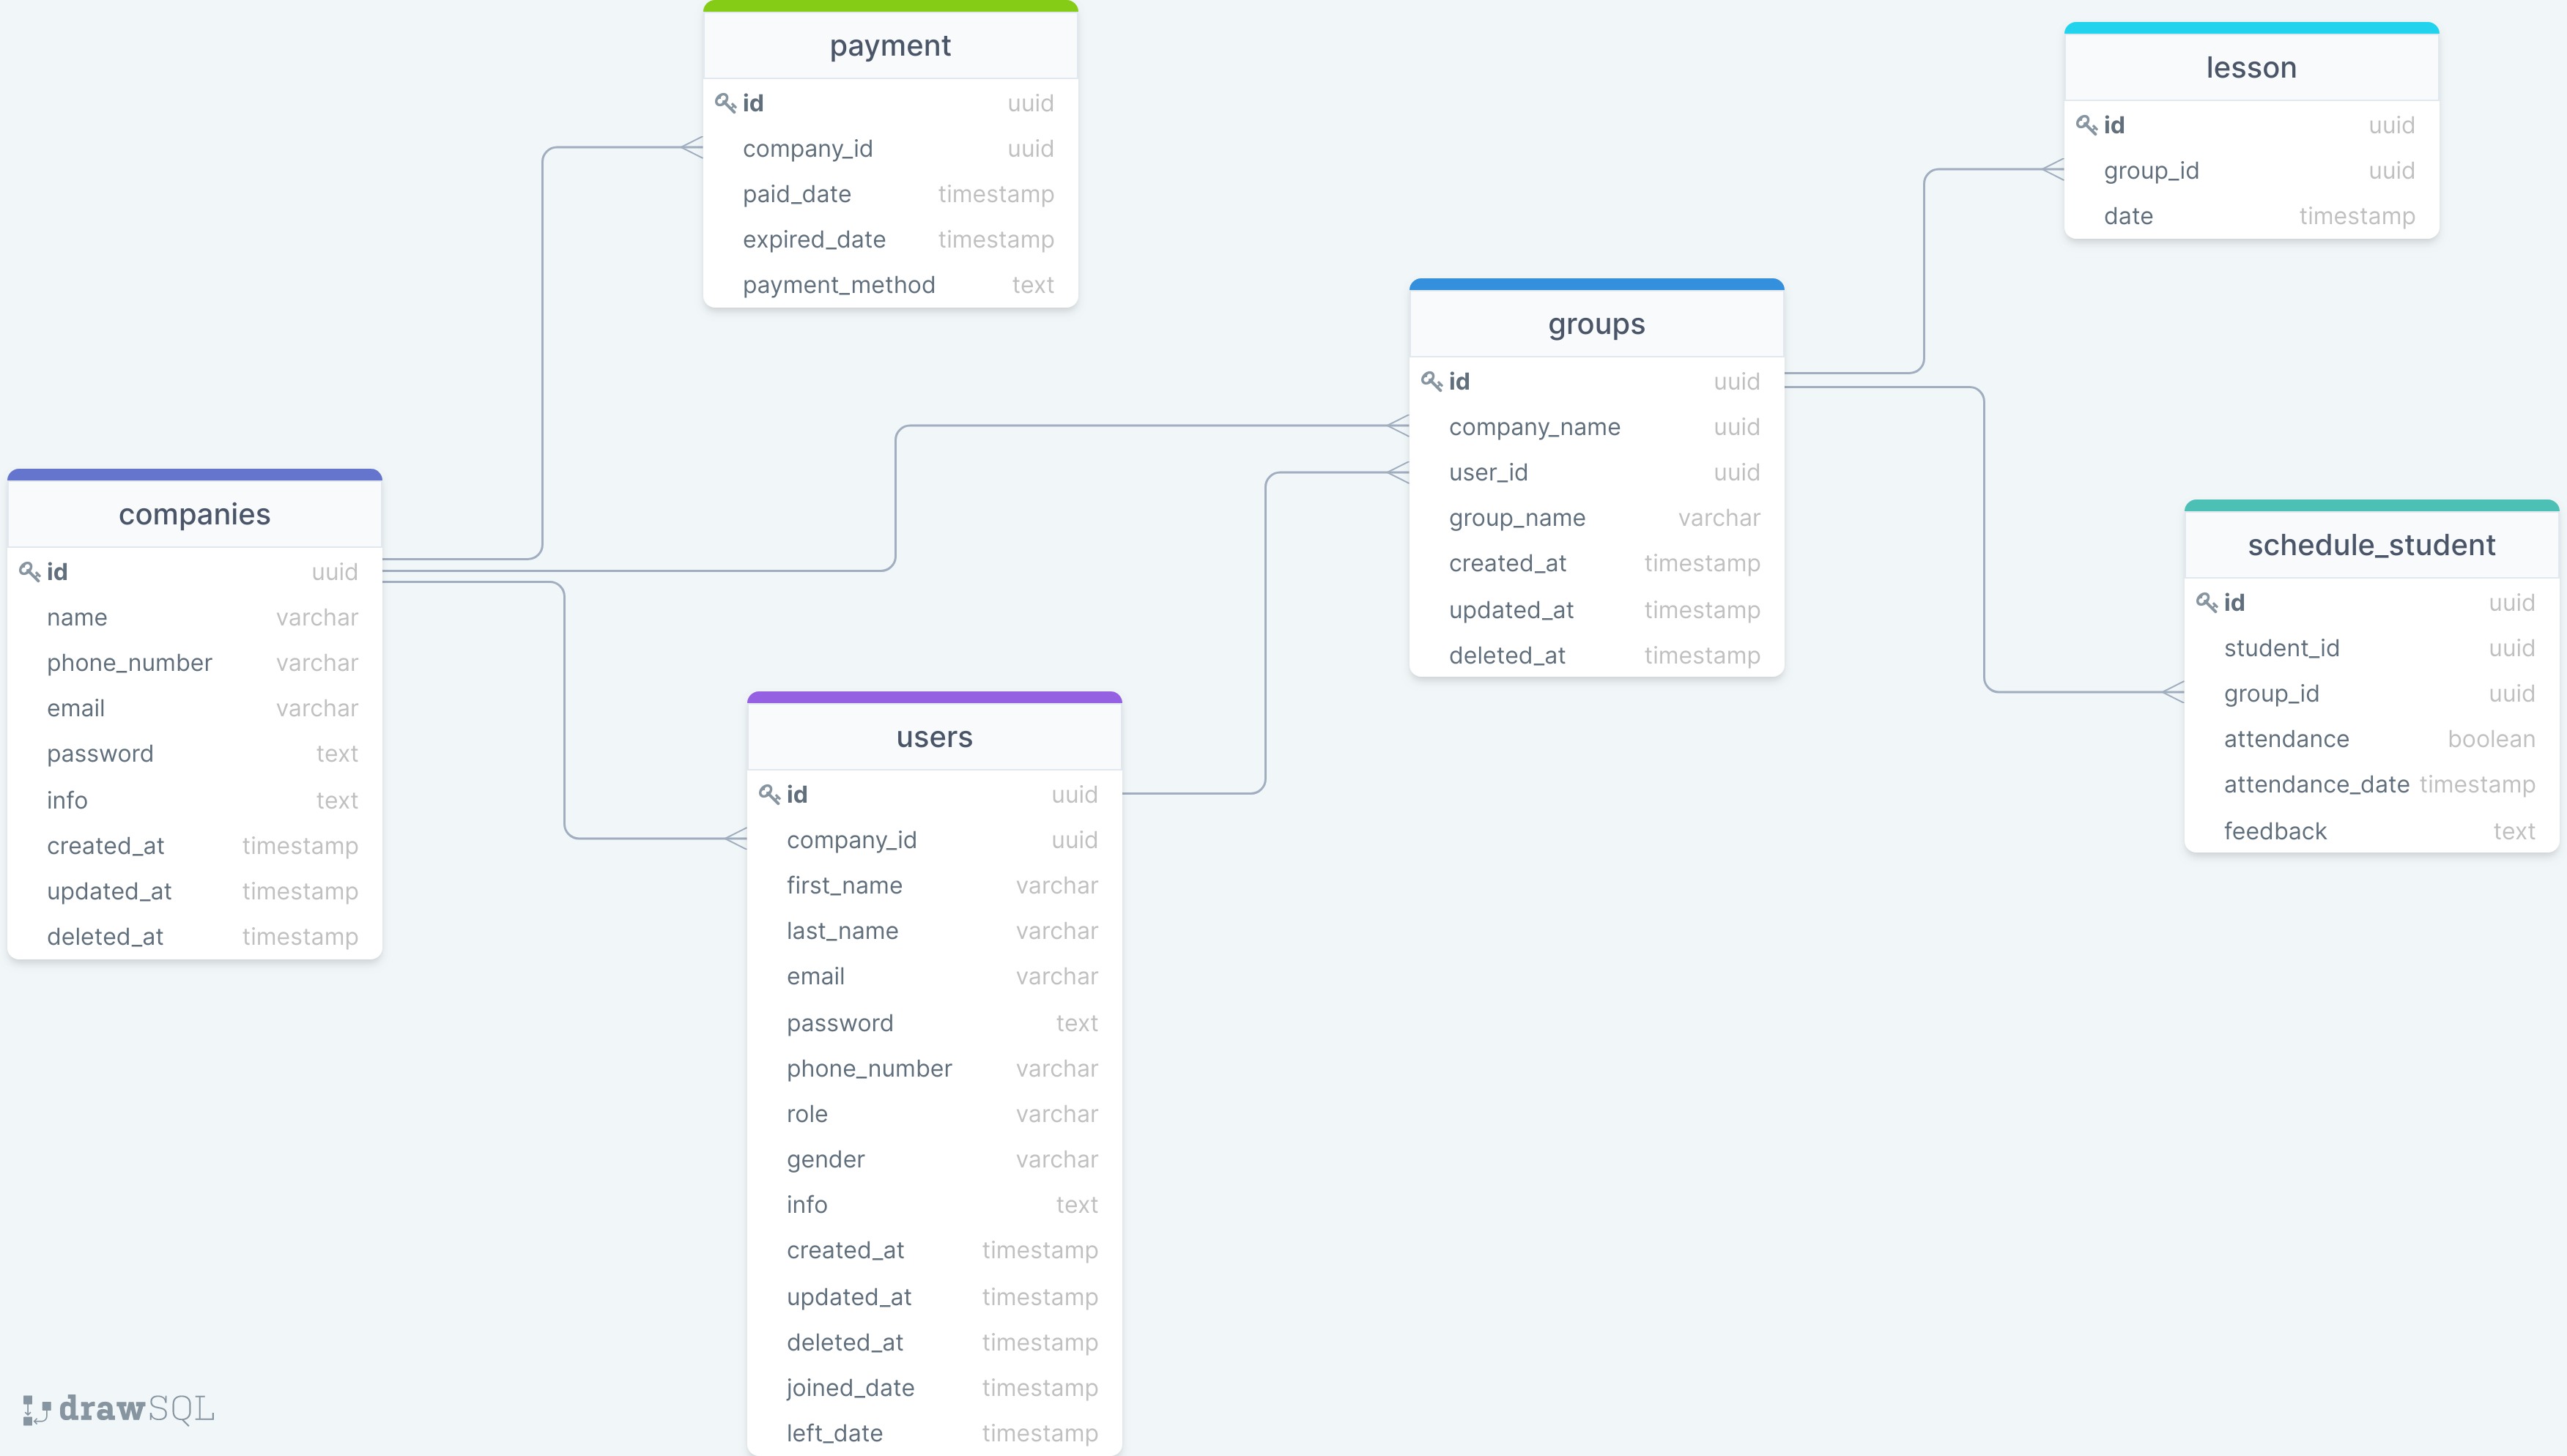 payment
id uuid
company_id uuid
paid_date timestamp
expired_date timestamp
payment_method text
lesson
id uuid
group_id uuid
date timestamp
groups
id uuid
company_name uuid
user_id uuid
group_name varchar
created_at timestamp
updated_at timestamp
deleted_at timestamp
companies
id uuid
name varchar
phone_number varchar
email varchar
password text
info text
created_at timestamp
updated_at timestamp
deleted_at timestamp
schedule_student
id uuid
student_id uuid
group_id uuid
attendance boolean
attendance_date timestamp
feedback text
users
id uuid
company_id uuid
first_name varchar
last_name varchar
email varchar
password text
phone_number varchar
role varchar
gender varchar
info text
created_at timestamp
updated_at timestamp
deleted_at timestamp
joined_date timestamp
left_date timestamp
drawSQL